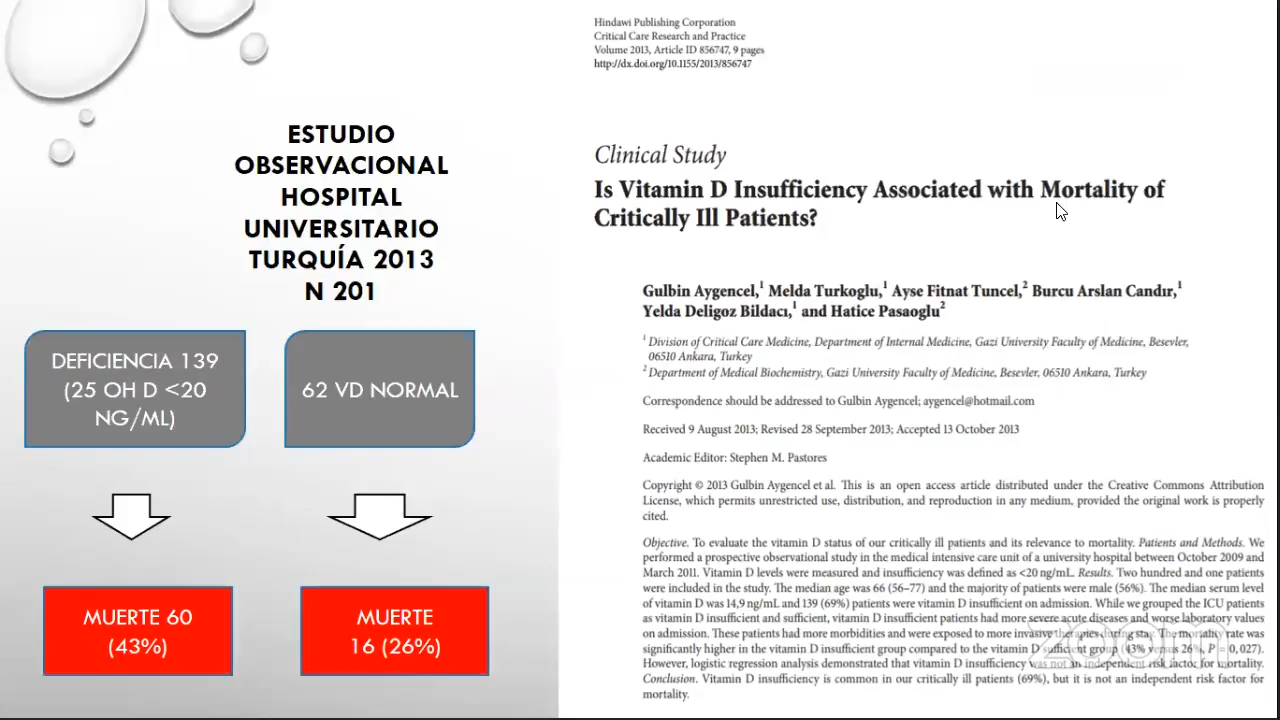 ESTUDIO
OBSERVACIONAL
HOSPITAL
UNIVERSITARIO
TURQUÍA 2013
N 201
DEFICIENCIA 139
(25 OH D <20
NG/ML)
62 VD NORMAL
MUERTE 60
(43%)
MUERTE
16 (26%)
Hindawi Publishing Corporation
Critical Care Research and Practice
Volume 2013, Article ID 856747, 9 pages
http://dx.doi.org/10.1155/2013/856747
Clinical Study
Is Vitamin D Insufficiency Associated with Mortality of
Critically Ill Patients?
Gulbin Aygencel,1 Melda Turkoglu,1 Ayse Fitnat Tuncel,2 Burcu Arslan Candır,1
Yelda Deligoz Bildacı,1 and Hatice Pasaoglu2
1 Division of Critical Care Medicine, Department of Internal Medicine, Gazi University Faculty of Medicine, Besevler,
06510 Ankara, Turkey
2 Department of Medical Biochemistry, Gazi University Faculty of Medicine, Besevler, 06510 Ankara, Turkey
Correspondence should be addressed to Gulbin Aygencel; aygencel@hotmail.com
Received 9 August 2013; Revised 28 September 2013; Accepted 13 October 2013
Academic Editor: Stephen M. Pastores
Copyright © 2013 Gulbin Aygencel et al. This is an open access article distributed under the Creative Commons Attribution
License, which permits unrestricted use, distribution, and reproduction in any medium, provided the original work is properly
cited.
Objective. To evaluate the vitamin D status of our critically ill patients and its relevance to mortality. Patients and Methods. We
performed a prospective observational study in the medical intensive care unit of a university hospital between October 2009 and
March 2011. Vitamin D levels were measured and insufficiency was defined as <20 ng/mL. Results. Two hundred and one patients
were included in the study. The median age was 66 (56–77) and the majority of patients were male (56%). The median serum level
of vitamin D was 14,9 ng/mL and 139 (69%) patients were vitamin D insufficient on admission. While we grouped the ICU patients
as vitamin D insufficient and sufficient, vitamin D insufficient patients had more severe acute diseases and worse laboratory values
on admission. These patients had more morbidities and were exposed to more invasive therapies during stay. The mortality rate was
significantly higher in the vitamin D insufficient group compared to the vitamin D sufficient group (43% versus 26%, P = 0,027).
However, logistic regression analysis demonstrated that vitamin D insufficiency was not an independent risk factor for mortality.
Conclusion. Vitamin D insufficiency is common in our critically ill patients (69%), but it is not an independent risk factor for
mortality.
zoom